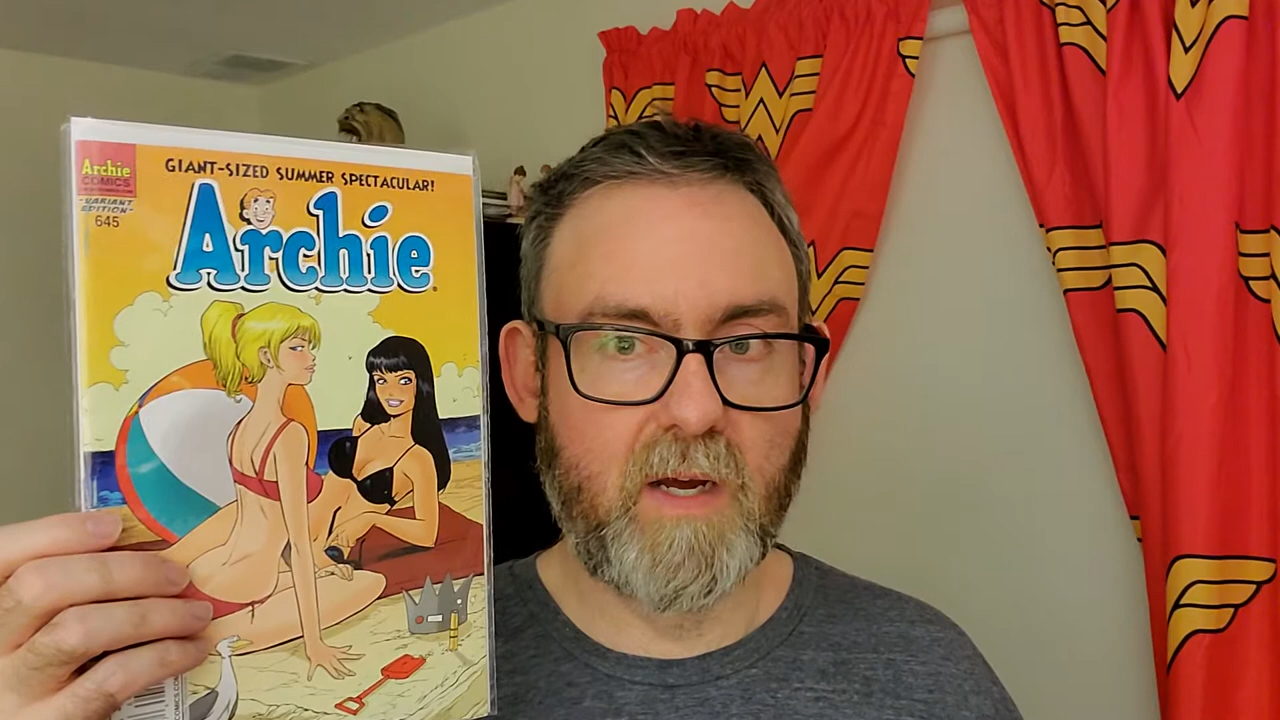 Archie
COMICS
-VARIANT
EDITION-
645
GIANT-SIZED SUMMER SPECTACULAR!
Archie